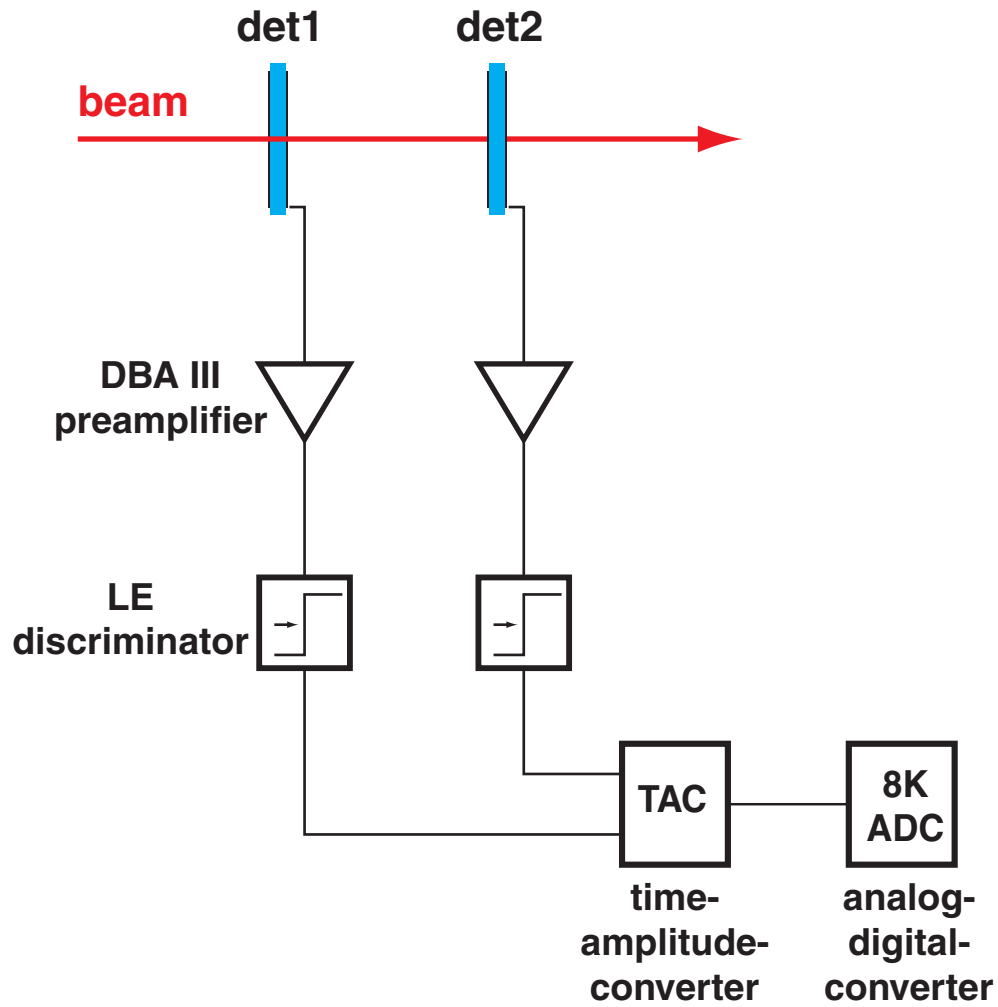 det1
det2
beam
DBA III
preamplifier
LE
discriminator
TAC
8K
ADC
time-
amplitude-
converter
analog-
digital-
converter